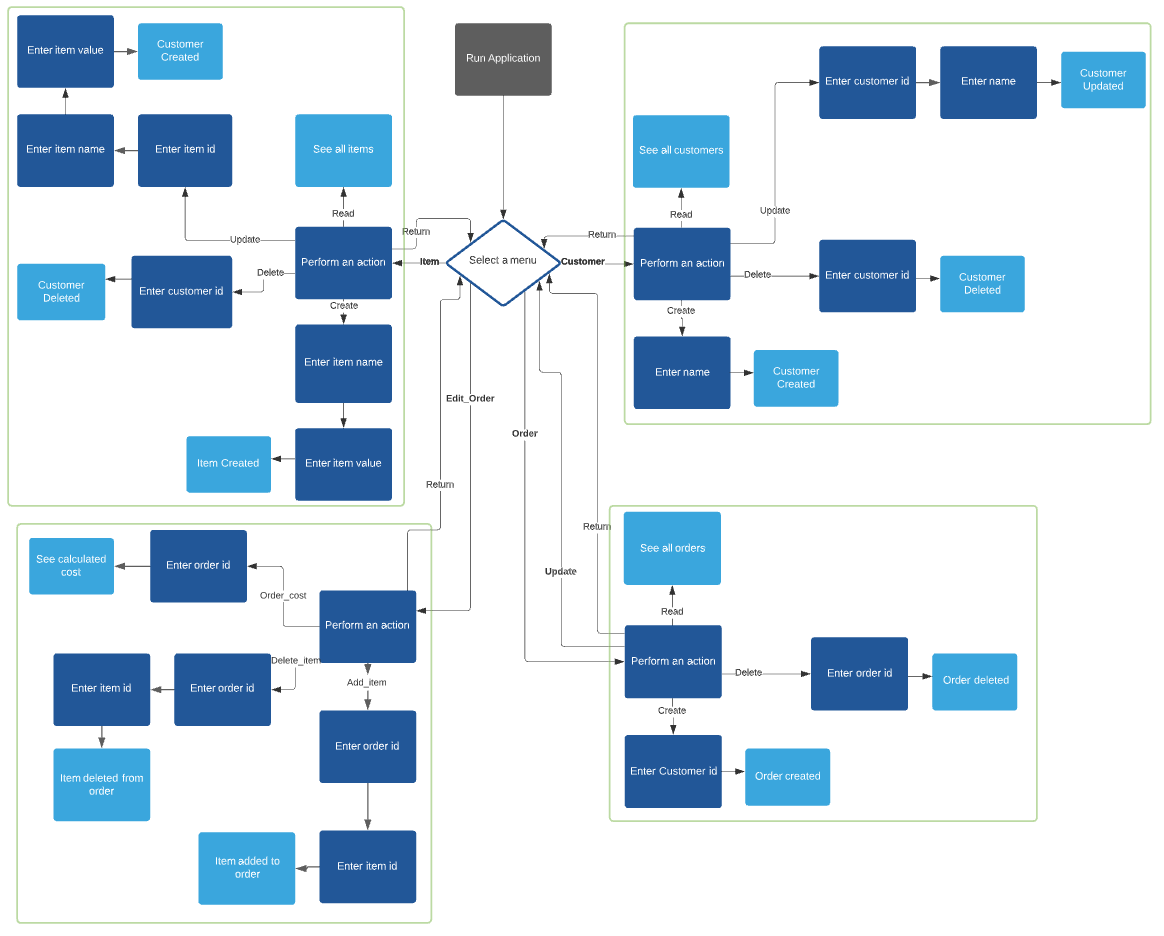 Run Application
Select a menu
Item
Customer
Edit_Order
Order
Return
Return
Return
Return
Update
Enter item value
Customer
Created
Enter item name
Enter item id
See all items
Read
Update
Perform an action
Delete
Enter customer id
Customer
Deleted
Create
Enter item name
Enter item value
Item Created
Enter customer id
Enter name
Customer
Updated
See all customers
Read
Update
Perform an action
Delete
Enter customer id
Customer
Deleted
Create
Enter name
Customer
Created
See calculated
cost
Enter order id
Order_cost
Perform an action
Delete_item
Enter item id
Enter order id
Add_item
Enter order id
Item deleted from
order
Item added to
order
Enter item id
See all orders
Read
Perform an action
Delete
Enter order id
Order deleted
Create
Enter Customer id
Order created